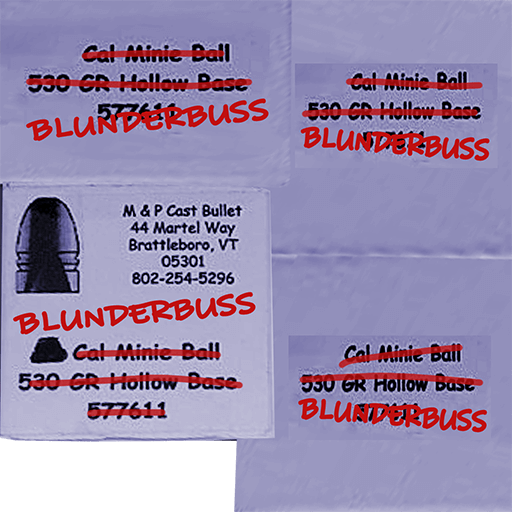 Cal Minie Ball
530 GR Hollow Base
577611
BLUNDERBUSS
Cal Minie Ball
530 GR Hollow Base
577611
BLUNDERBUSS
M & P Cast Bullet
44 Martel Way
Brattleboro, VT
05301
802-254-5296
BLUNDERBUSS
Cal Minie Ball
530 GR Hollow Base
577611
Cal Minie Ball
530 GR Hollow Base
577611
BLUNDERBUSS